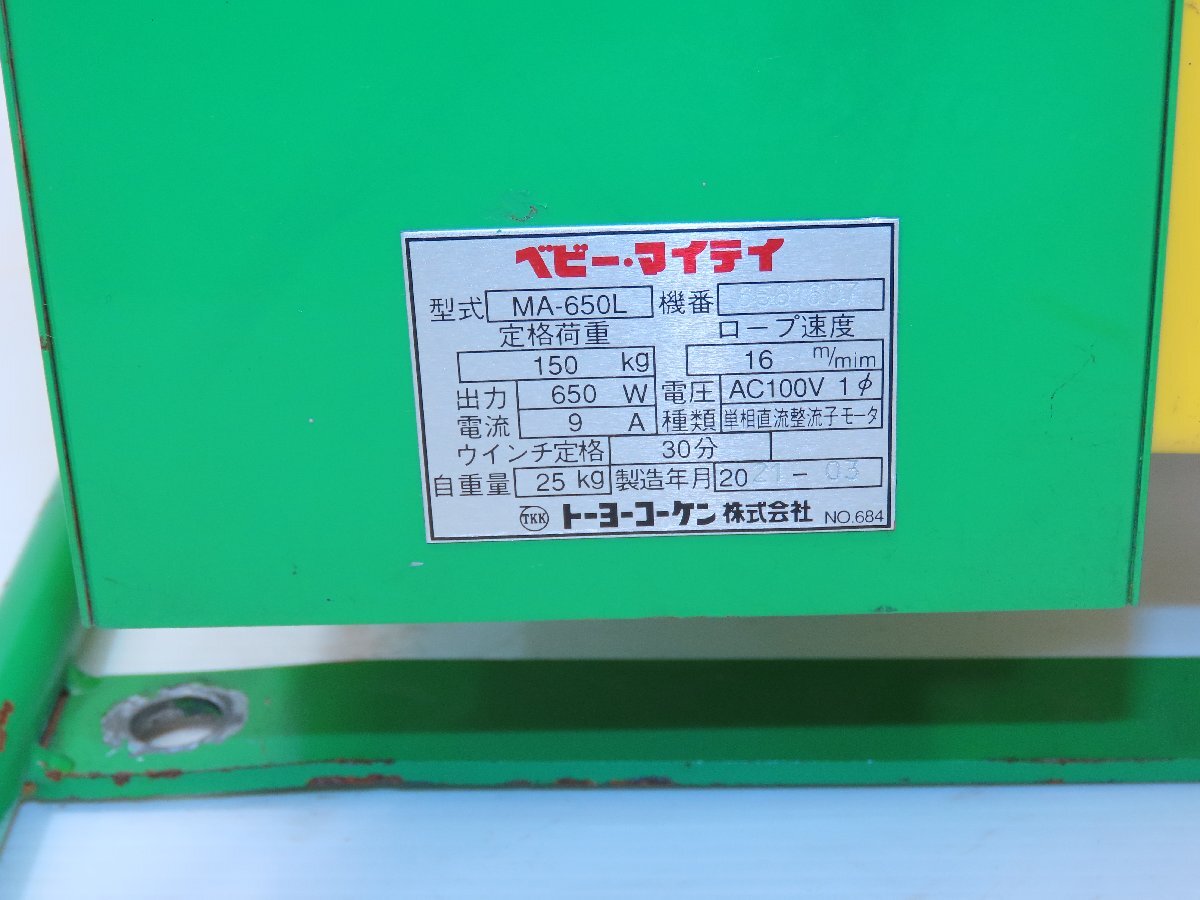 ベビー・マイティ
型式 MA-650L 機番
定格荷重 ロープ速度
150 kg 16 m/mim
出力 650 W 電圧 AC100V 1φ
電流 9 A 種類 単相直流整流子モータ
ウインチ定格 30分
自重量 25 kg 製造年月 2021-03
TKK トーヨーコーケン株式会社 NO.684